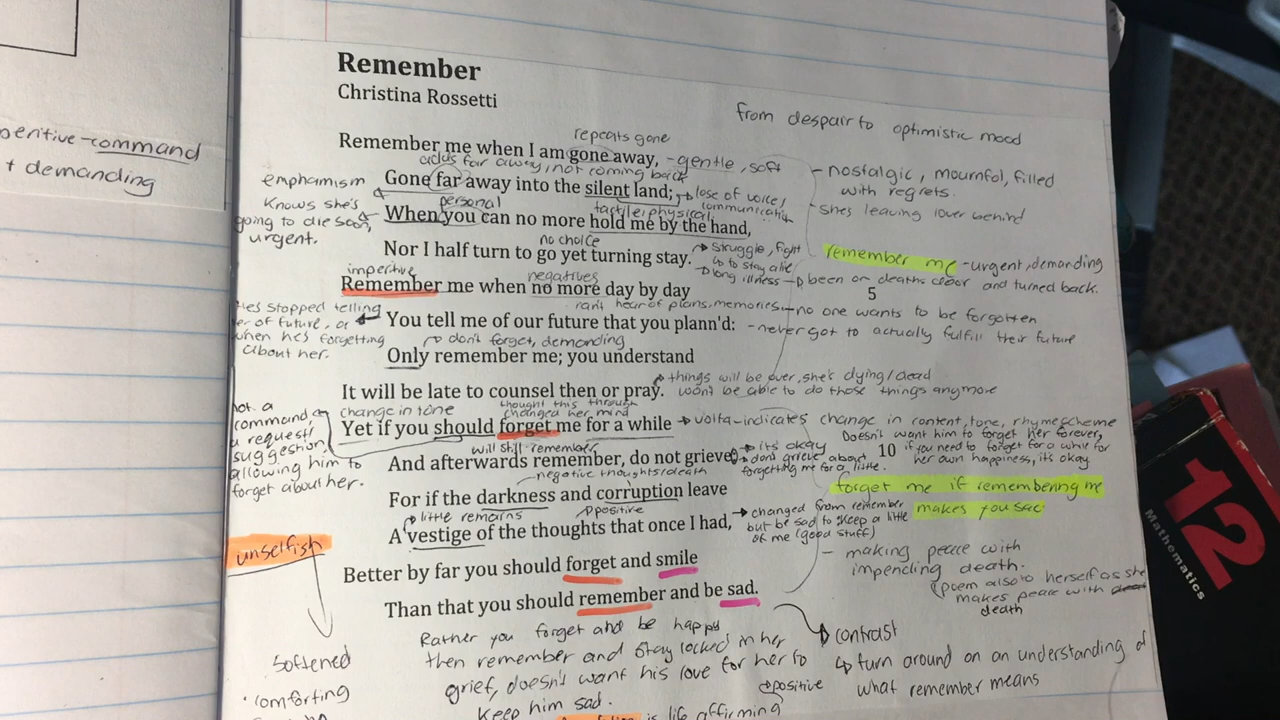 peritive-command
+ demanding
Remember
Christina Rossetti
from despair to optimistic mood
repeats gone
Remember me when I am gone away, - gentle, soft
adds far away, not coming back
Gone far away into the silent land; → lose of voice, communication
emphamism
Knows she's going to die soon, urgent.
personal
tactile/physical
When you can no more hold me by the hand,
no choice
Nor I half turn to go yet turning stay.
→ struggle, fight
↳ to stay alive
→ long illness → been on deaths door and turned back.
- nostalgic, mournful, filled with regrets.
- she's leaving lover behind
remember me - urgent, demanding
impertive
negatives
Remember me when no more day by day
5
can't hear of plans, memories - no one wants to be forgotten
You tell me of our future that you plann'd: - never got to actually fulfill their future
hes stopped telling
er of future, or
when he's forgetting
about her.
→ don't forget, demanding
Only remember me; you understand
It will be late to counsel then or pray.
→ things will be over, she's dying/dead
won't be able to do those things anymore
not a
command
a request/
suggestion,
allowing him to
forget about her.
change in tone
thought this through
changed her mind
Yet if you should forget me for a while → volta-indicates change in content, tone, rhymescheme
will still remember
And afterwards remember, do not grieve:
→ its okay
→ don't grieve about
forgetting me for a little.
10
Doesn't want him to forget her forever,
if you need to forget for a while for
her own happiness, it's okay
- negative thoughts/death
For if the darkness and corruption leave
forget me if remembering me
makes you sad
little remains
positive
A vestige of the thoughts that once I had,
→ changed from remember
but be sad to keep a little
of me (good stuff)
Better by far you should forget and smile
- making peace with
impending death.
(poem also to herself as she
makes peace with death
death
Than that you should remember and be sad.
unselfish
softened
• comforting
Rather you forget and be happy
then remember and stay locked in her
grief, doesn't want his love for her to
keep him sad.
positive
is life affirming
contrast
↳ turn around on an understanding of
what remember means
12
Mathematics